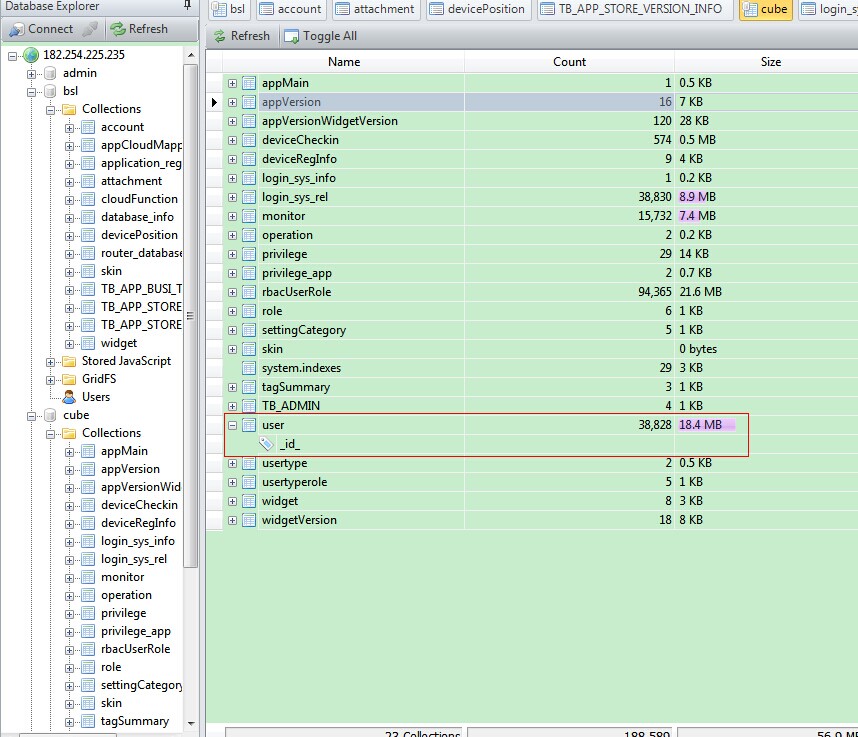 Database Explorer
Connect Refresh
182.254.225.235
admin
bsl
Collections
account
appCloudMapp
application_reg
attachment
cloudFunction
database_info
devicePosition
router_database
skin
TB_APP_BUSI_T
TB_APP_STORE
TB_APP_STORE
widget
Stored JavaScript
GridFS
Users
cube
Collections
appMain
appVersion
appVersionWid
deviceCheckin
deviceRegInfo
login_sys_info
login_sys_rel
monitor
operation
privilege
privilege_app
rbacUserRole
role
settingCategory
skin
tagSummary
bsl account attachment devicePosition TB_APP_STORE_VERSION_INFO cube login_sy
Refresh Toggle All
Name Count Size
appMain 1 0.5 KB
appVersion 16 7 KB
appVersionWidgetVersion 120 28 KB
deviceCheckin 574 0.5 MB
deviceRegInfo 9 4 KB
login_sys_info 1 0.2 KB
login_sys_rel 38,830 8.9 MB
monitor 15,732 7.4 MB
operation 2 0.2 KB
privilege 29 14 KB
privilege_app 2 0.7 KB
rbacUserRole 94,365 21.6 MB
role 6 1 KB
settingCategory 5 1 KB
skin 0 bytes
system.indexes 29 3 KB
tagSummary 3 1 KB
TB_ADMIN 4 1 KB
user 38,828 18.4 MB
_id_
usertype 2 0.5 KB
usertyperole 5 1 KB
widget 8 3 KB
widgetVersion 18 8 KB
23 Collections 188,589 56.9 MB